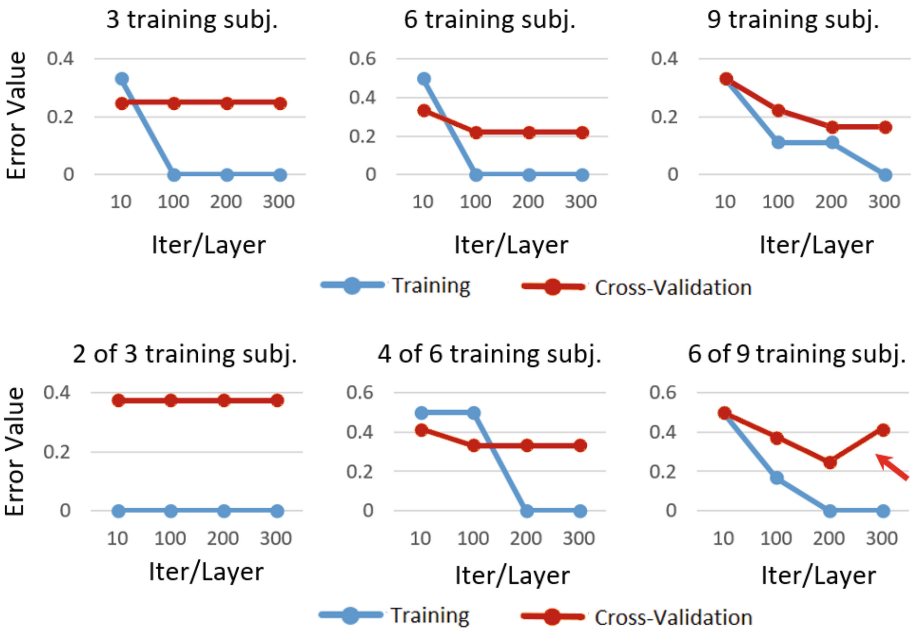 3 training subj. 6 training subj. 9 training subj.
Error Value
0.4 0.6 0.4
0.4
0.2 0.2
0.2
0 0 0
10 100 200 300 10 100 200 300 10 100 200 300
Iter/Layer Iter/Layer Iter/Layer
Training Cross-Validation
2 of 3 training subj. 4 of 6 training subj. 6 of 9 training subj.
Error Value
0.4 0.6 0.6
0.4 0.4
0.2 0.2 0.2
0 0 0
10 100 200 300 10 100 200 300 10 100 200 300
Iter/Layer Iter/Layer Iter/Layer
Training Cross-Validation